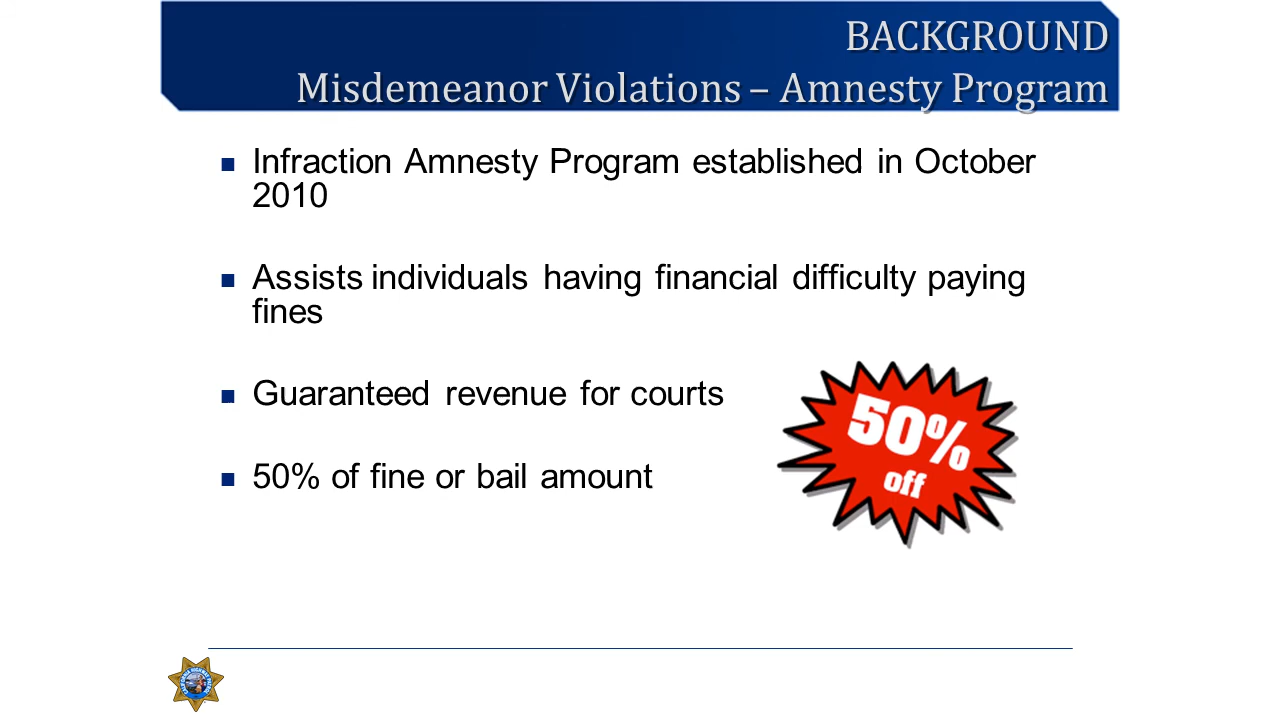 BACKGROUND
Misdemeanor Violations – Amnesty Program
Infraction Amnesty Program established in October
2010
Assists individuals having financial difficulty paying
fines
Guaranteed revenue for courts
50% of fine or bail amount
50%
off